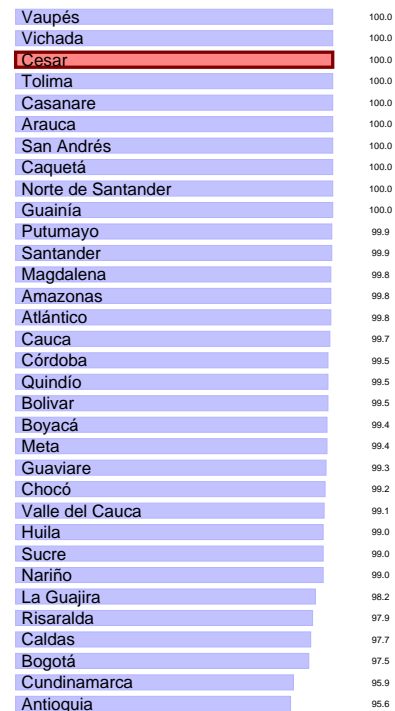 Vaupés 100.0
Vichada 100.0
Cesar 100.0
Tolima 100.0
Casanare 100.0
Arauca 100.0
San Andrés 100.0
Caquetá 100.0
Norte de Santander 100.0
Guainía 100.0
Putumayo 99.9
Santander 99.9
Magdalena 99.8
Amazonas 99.8
Atlántico 99.8
Cauca 99.7
Córdoba 99.5
Quindío 99.5
Bolivar 99.5
Boyacá 99.4
Meta 99.4
Guaviare 99.3
Chocó 99.2
Valle del Cauca 99.1
Huila 99.0
Sucre 99.0
Nariño 99.0
La Guajira 98.2
Risaralda 97.9
Caldas 97.7
Bogotá 97.5
Cundinamarca 95.9
Antioquia 95.6